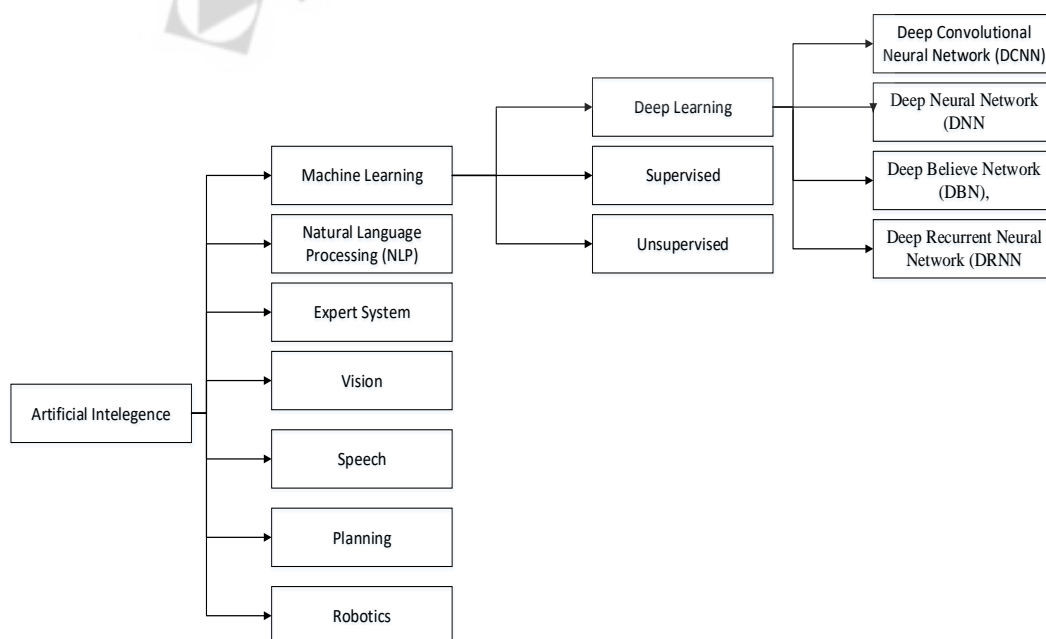 Deep Convolutional
Neural Network (DCNN)
Deep Learning
Deep Neural Network
(DNN
Machine Learning
Supervised
Deep Believe Network
(DBN),
Natural Language
Processing (NLP)
Unsupervised
Deep Recurrent Neural
Network (DRNN
Expert System
Vision
Artificial Intelegence
Speech
Planning
Robotics